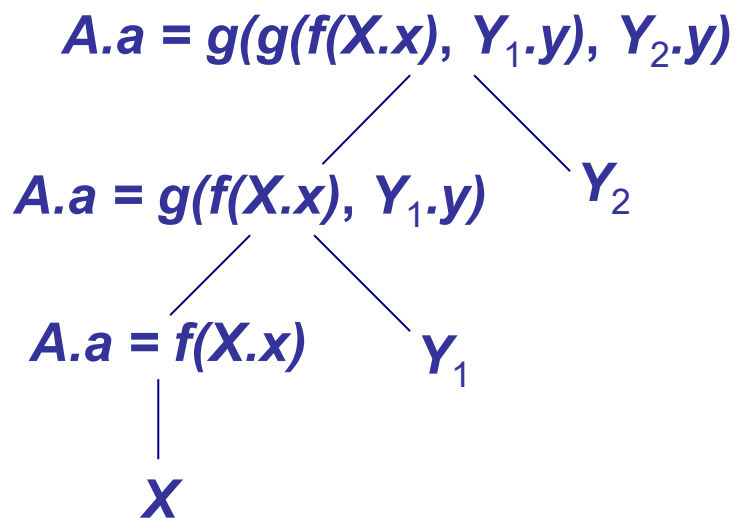 A.a = g(g(f(X.x), Y₁.y), Y₂.y)
A.a = g(f(X.x), Y₁.y)
Y₂
A.a = f(X.x)
Y₁
X